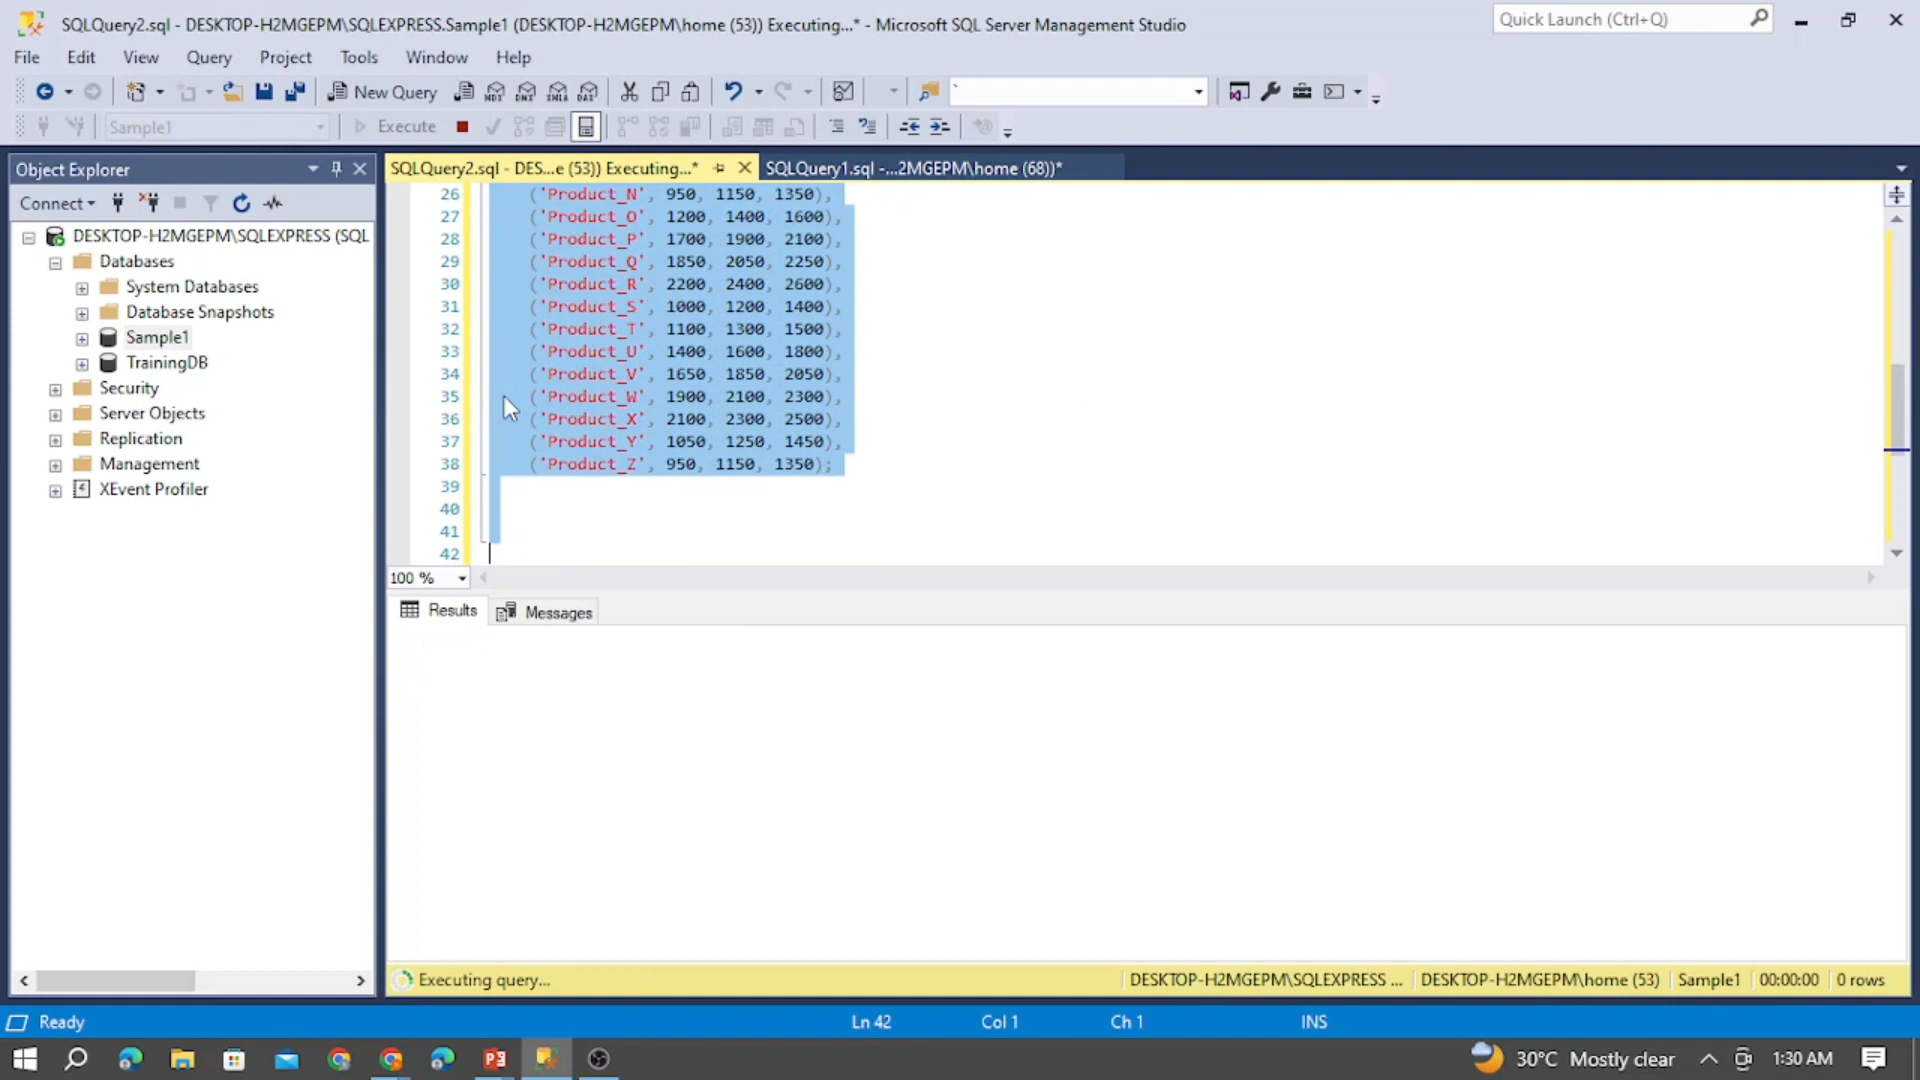 SQLQuery2.sql - DESKTOP-H2MGEPM\SQLEXPRESS.Sample1 (DESKTOP-H2MGEPM\home (53)) Executing...* - Microsoft SQL Server Management Studio
Quick Launch (Ctrl+Q)
File Edit View Query Project Tools Window Help
New Query
MDX DMX XMLA DAX
Sample1
Execute
Object Explorer
SQLQuery2.sql - DES...e (53)) Executing...*
SQLQuery1.sql -...2MGEPM\home (68))*
Connect
DESKTOP-H2MGEPM\SQLEXPRESS (SQL
Databases
System Databases
Database Snapshots
Sample1
TrainingDB
Security
Server Objects
Replication
Management
XEvent Profiler
26 ('Product_N', 950, 1150, 1350),
27 ('Product_O', 1200, 1400, 1600),
28 ('Product_P', 1700, 1900, 2100),
29 ('Product_Q', 1850, 2050, 2250),
30 ('Product_R', 2200, 2400, 2600),
31 ('Product_S', 1000, 1200, 1400),
32 ('Product_T', 1100, 1300, 1500),
33 ('Product_U', 1400, 1600, 1800),
34 ('Product_V', 1650, 1850, 2050),
35 ('Product_W', 1900, 2100, 2300),
36 ('Product_X', 2100, 2300, 2500),
37 ('Product_Y', 1050, 1250, 1450),
38 ('Product_Z', 950, 1150, 1350);
39
40
41
42
100 %
Results
Messages
Executing query...
DESKTOP-H2MGEPM\SQLEXPRESS ...
DESKTOP-H2MGEPM\home (53)
Sample1
00:00:00
0 rows
Ready
Ln 42
Col 1
Ch 1
INS
30°C Mostly clear
1:30 AM